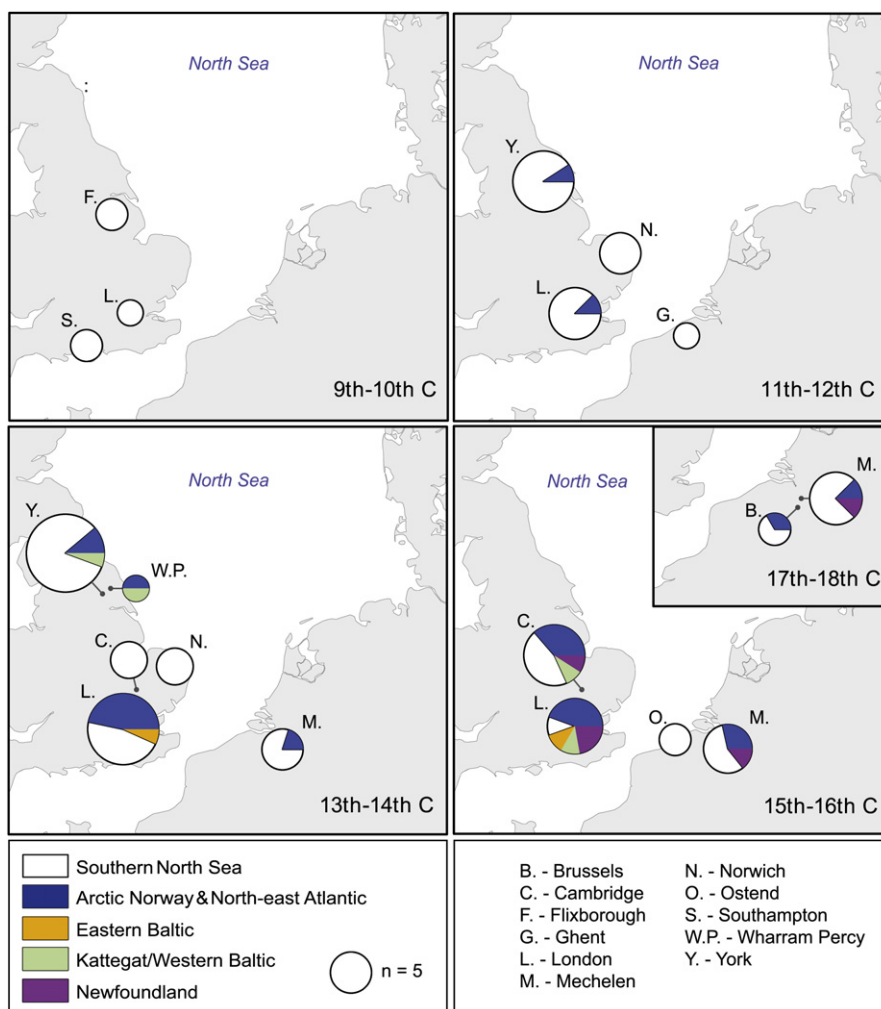 North Sea
:
F.
L.
S.
9th-10th C
North Sea
Y.
N.
L.
G.
11th-12th C
North Sea
Y.
W.P.
C.
N.
L.
M.
13th-14th C
North Sea
M.
B.
17th-18th C
C.
L.
O.
M.
15th-16th C
Southern North Sea
Arctic Norway & North-east Atlantic
Eastern Baltic
Kattegat/Western Baltic
Newfoundland
n = 5
B. - Brussels
C. - Cambridge
F. - Flixborough
G. - Ghent
L. - London
M. - Mechelen
N. - Norwich
O. - Ostend
S. - Southampton
W.P. - Wharram Percy
Y. - York